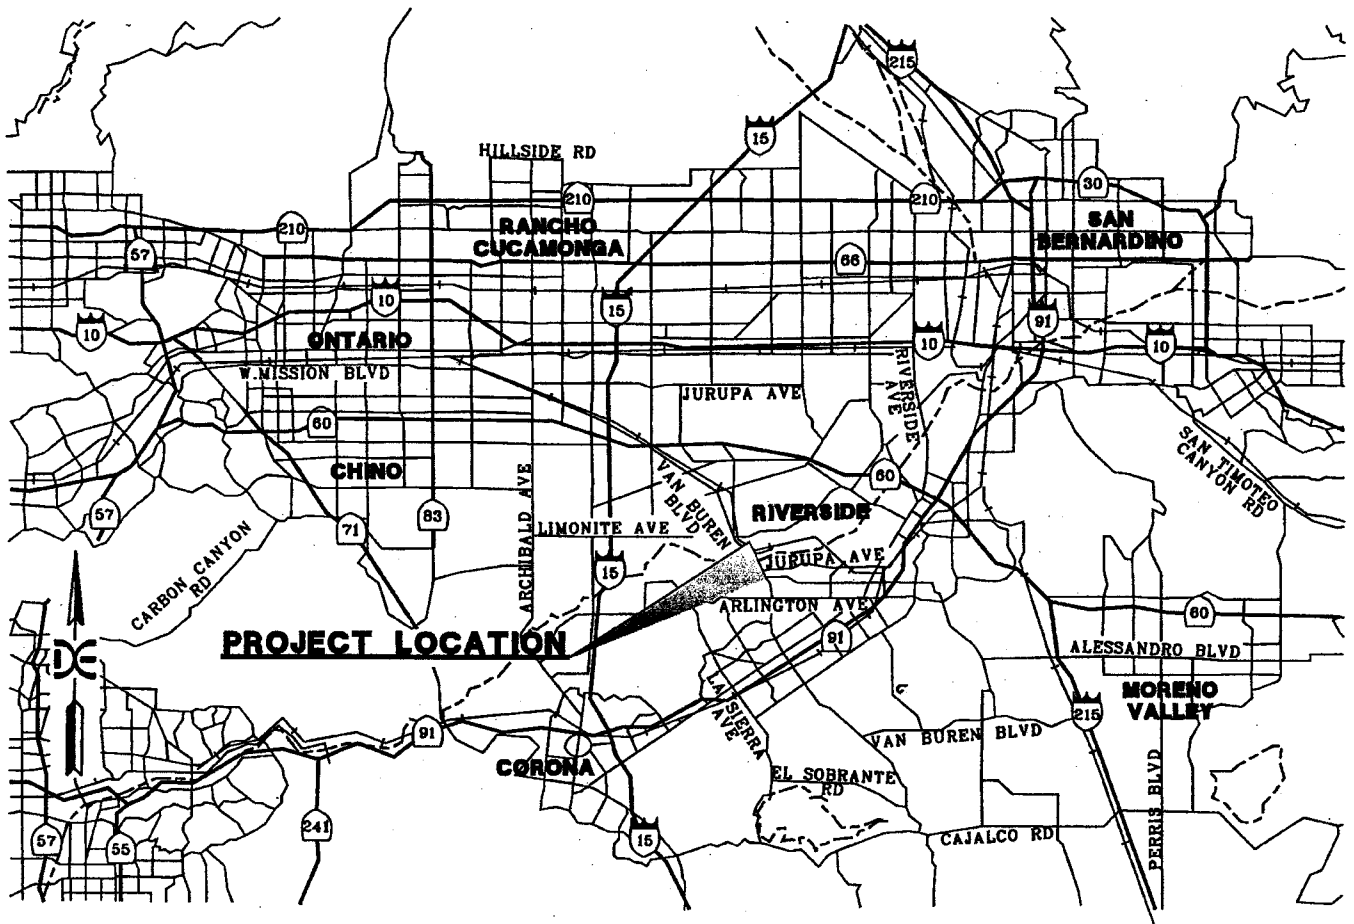 215
15
HILLSIDE RD
210
210
30
210
RANCHO
CUCAMONGA
SAN
BERNARDINO
57
66
10
15
91
10
ONTARIO
10
10
W.MISSION BLVD
RIVERSIDE
AVE
JURUPA AVE
60
SAN TIMOTEO
CANYON RD
CHINO
VAN BUREN
BLVD
60
57
71
83
ARCHIBALD AVE
LIMONITE AVE
RIVERSIDE
CARBON CANYON
RD
15
JURUPA AVE
ARLINGTON AVE
60
PROJECT LOCATION
91
ALESSANDRO BLVD
DE
LA SIERRA
AVE
MORENO
VALLEY
215
91
VAN BUREN BLVD
CORONA
EL SOBRANTE
RD
PERRIS BLVD
57
55
241
15
CAJALCO RD